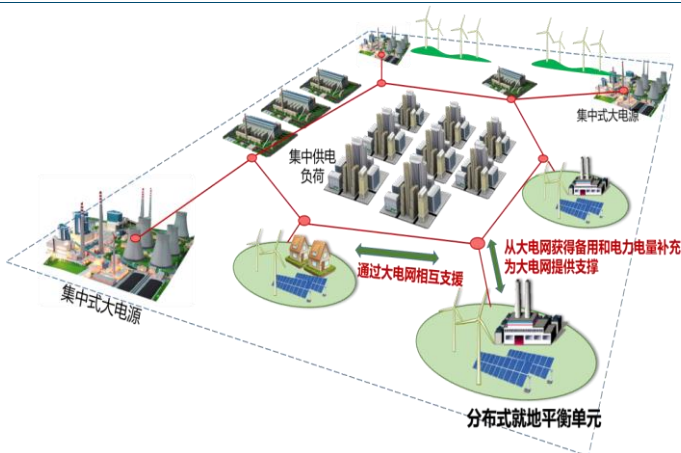 集中式大电源
集中供电
负荷
从大电网获得备用和电力电量补充
为大电网提供支撑
通过大电网相互支援
集中式大电源
分布式就地平衡单元